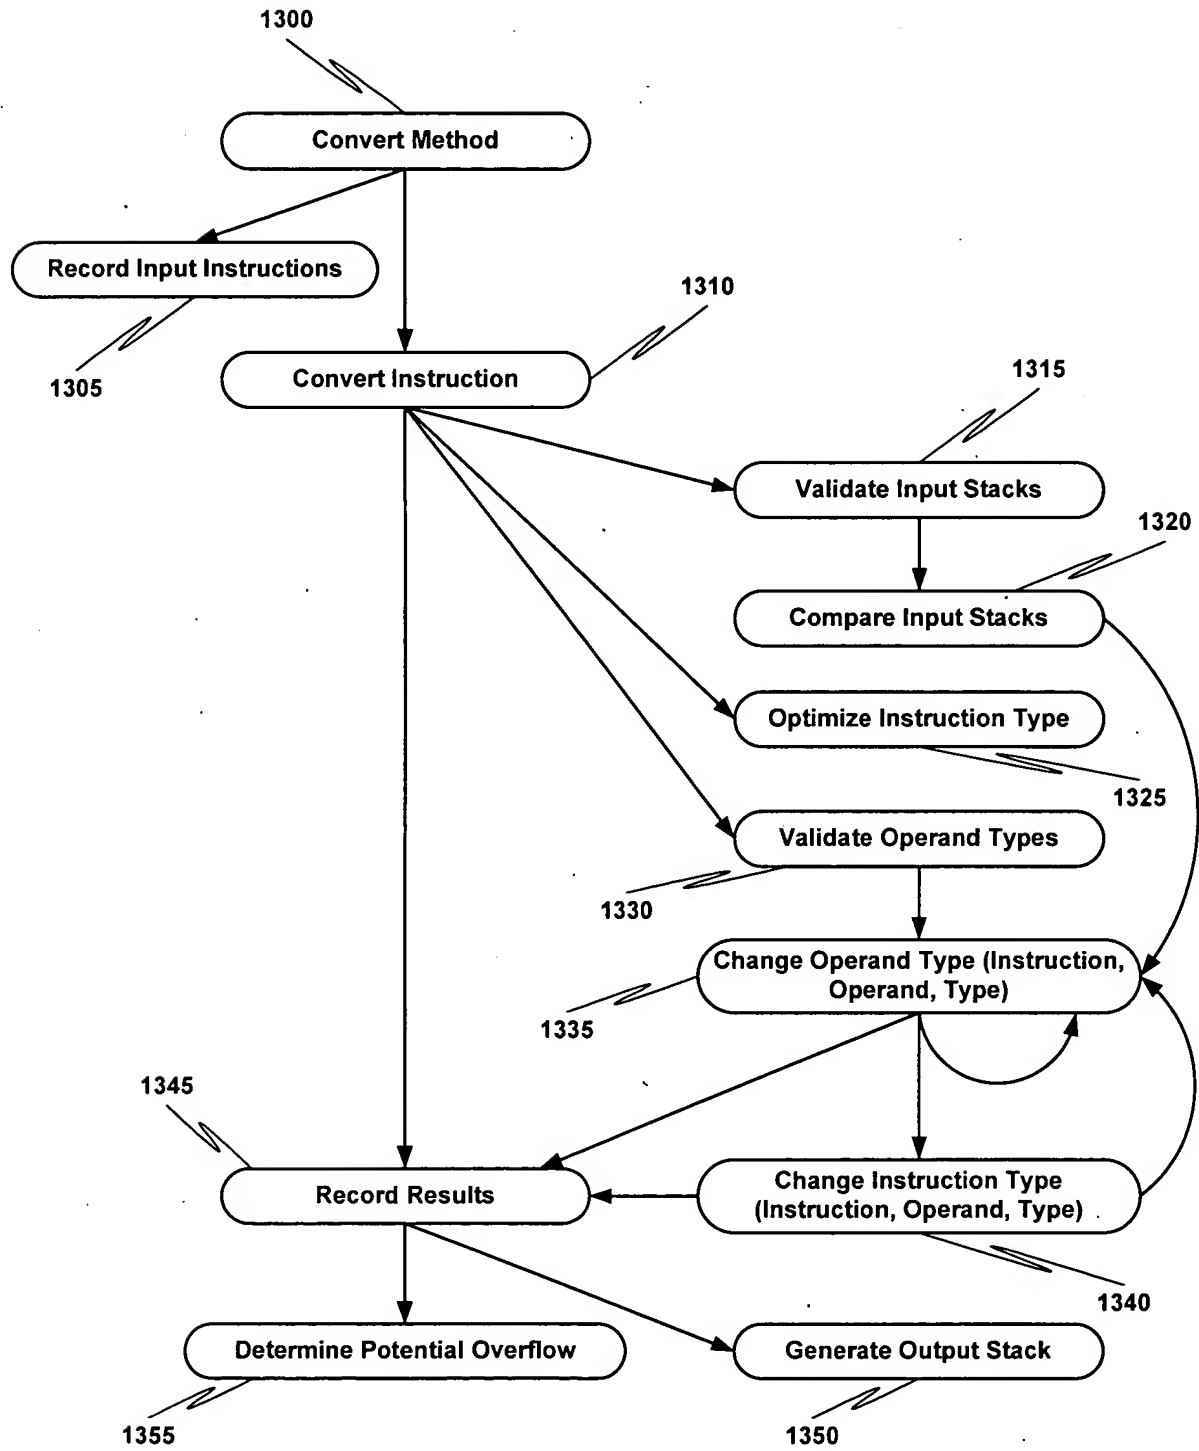 1300
Convert Method
Record Input Instructions
1310
1305
Convert Instruction
1315
Validate Input Stacks
1320
Compare Input Stacks
Optimize Instruction Type
1325
Validate Operand Types
1330
Change Operand Type (Instruction,
Operand, Type)
1335
1345
Record Results
Change Instruction Type
(Instruction, Operand, Type)
1340
Determine Potential Overflow
Generate Output Stack
1355
1350